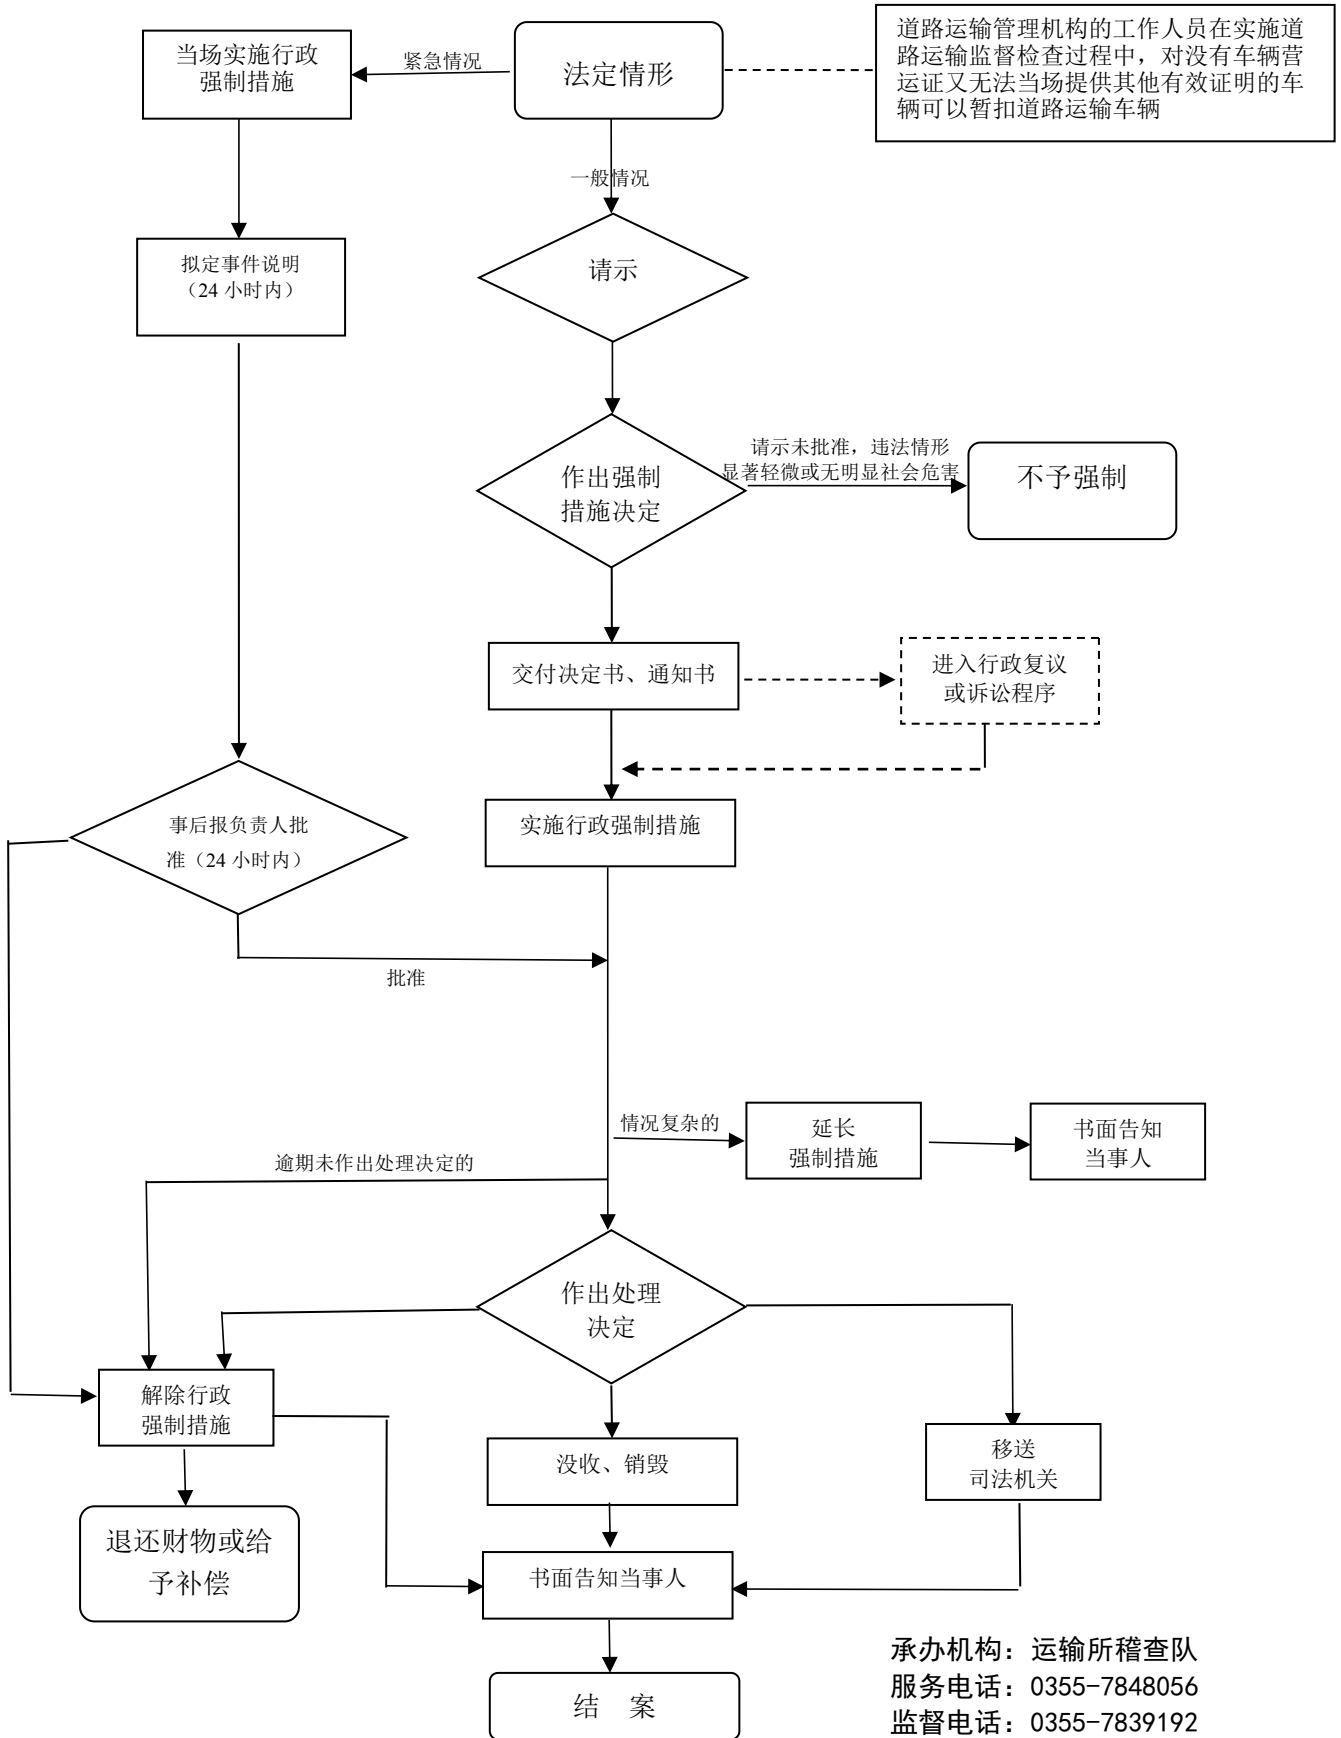 当场实施行政
强制措施
紧急情况
法定情形
道路运输管理机构的工作人员在实施道
路运输监督检查过程中，对没有车辆营
运证又无法当场提供其他有效证明的车
辆可以暂扣道路运输车辆
一般情况
拟定事件说明
（24 小时内）
请示
作出强制
措施决定
请示未批准，违法情形
显著轻微或无明显社会危害
不予强制
交付决定书、通知书
进入行政复议
或诉讼程序
实施行政强制措施
事后报负责人批
准（24 小时内）
批准
情况复杂的
延长
强制措施
书面告知
当事人
逾期未作出处理决定的
作出处理
决定
解除行政
强制措施
没收、销毁
移送
司法机关
退还财物或给
予补偿
书面告知当事人
结 案
承办机构：运输所稽查队
服务电话：0355-7848056
监督电话：0355-7839192